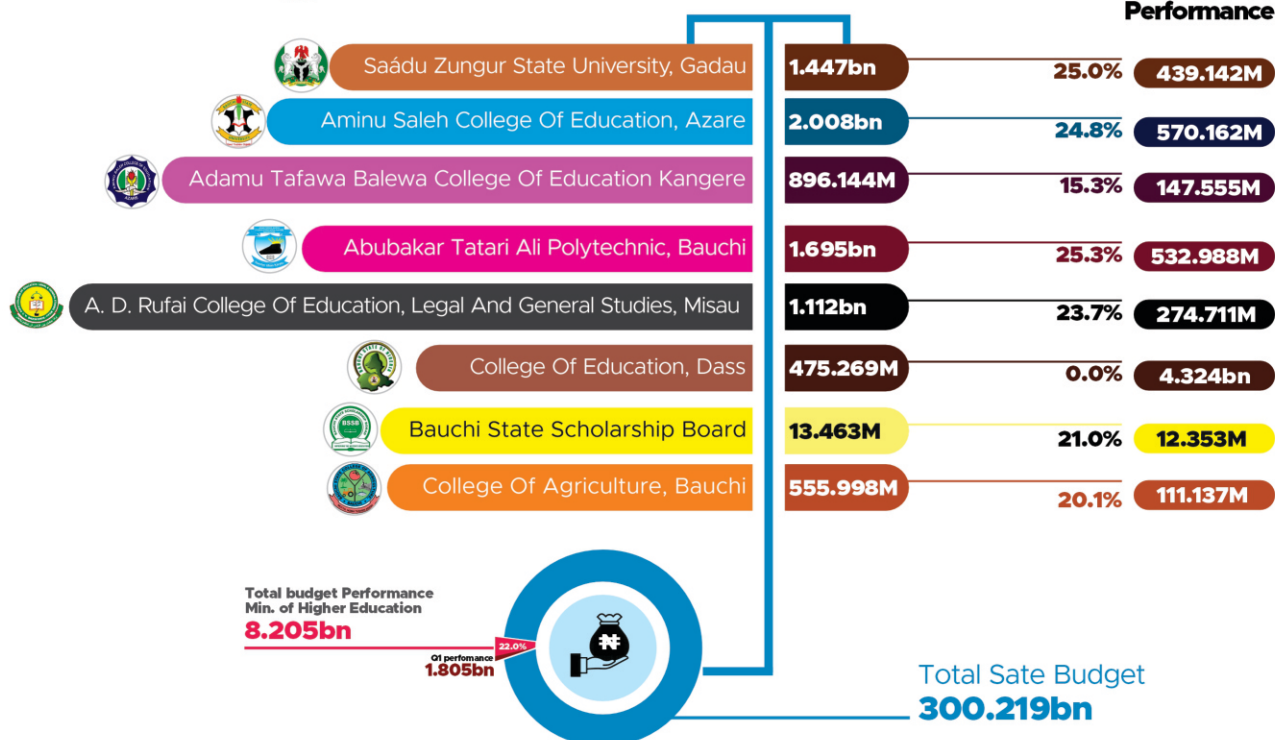 Performance
Saádu Zungur State University, Gadau 1.447bn 25.0% 439.142M
Aminu Saleh College Of Education, Azare 2.008bn 24.8% 570.162M
Adamu Tafawa Balewa College Of Education Kangere 896.144M 15.3% 147.555M
Abubakar Tatari Ali Polytechnic, Bauchi 1.695bn 25.3% 532.988M
A. D. Rufai College Of Education, Legal And General Studies, Misau 1.112bn 23.7% 274.711M
College Of Education, Dass 475.269M 0.0% 4.324bn
BSSB
Bauchi State Scholarship Board 13.463M 21.0% 12.353M
College Of Agriculture, Bauchi 555.998M 20.1% 111.137M
Total budget Performance
Min. of Higher Education
8.205bn
22.0%
Q1 perfomance
1.805bn
₦
Total Sate Budget
300.219bn